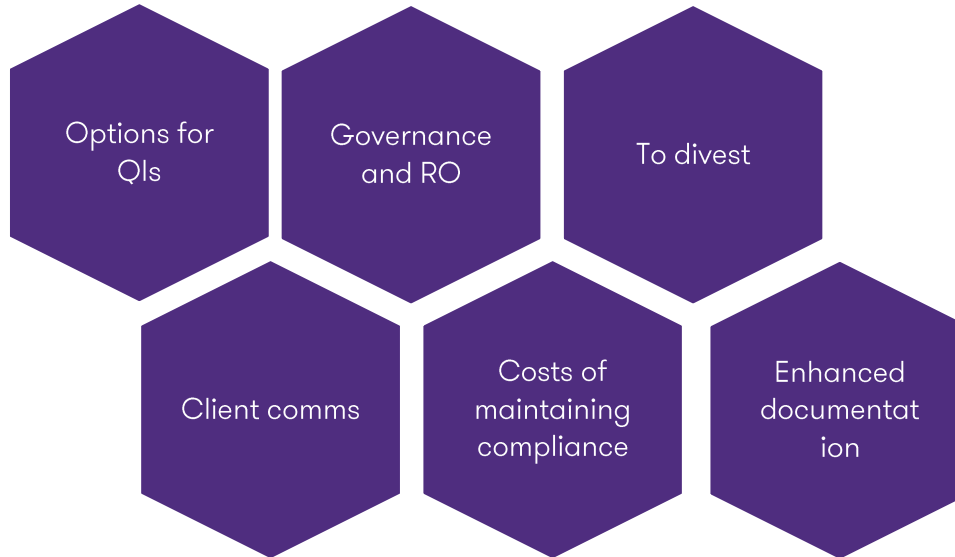 Options for
QIs
Governance
and RO
To divest
Client comms
Costs of
maintaining
compliance
Enhanced
documentat
ion